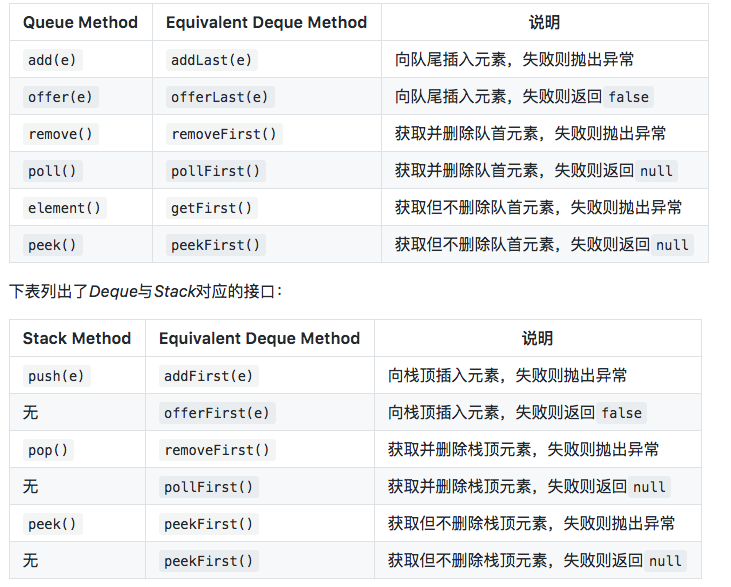 Queue Method Equivalent Deque Method 说明
add(e) addLast(e) 向队尾插入元素，失败则抛出异常
offer(e) offerLast(e) 向队尾插入元素，失败则返回 false
remove() removeFirst() 获取并删除队首元素，失败则抛出异常
poll() pollFirst() 获取并删除队首元素，失败则返回 null
element() getFirst() 获取但不删除队首元素，失败则抛出异常
peek() peekFirst() 获取但不删除队首元素，失败则返回 null
下表列出了Deque与Stack对应的接口：
Stack Method Equivalent Deque Method 说明
push(e) addFirst(e) 向栈顶插入元素，失败则抛出异常
无 offerFirst(e) 向栈顶插入元素，失败则返回 false
pop() removeFirst() 获取并删除栈顶元素，失败则抛出异常
无 pollFirst() 获取并删除栈顶元素，失败则返回 null
peek() peekFirst() 获取但不删除栈顶元素，失败则抛出异常
无 peekFirst() 获取但不删除栈顶元素，失败则返回 null